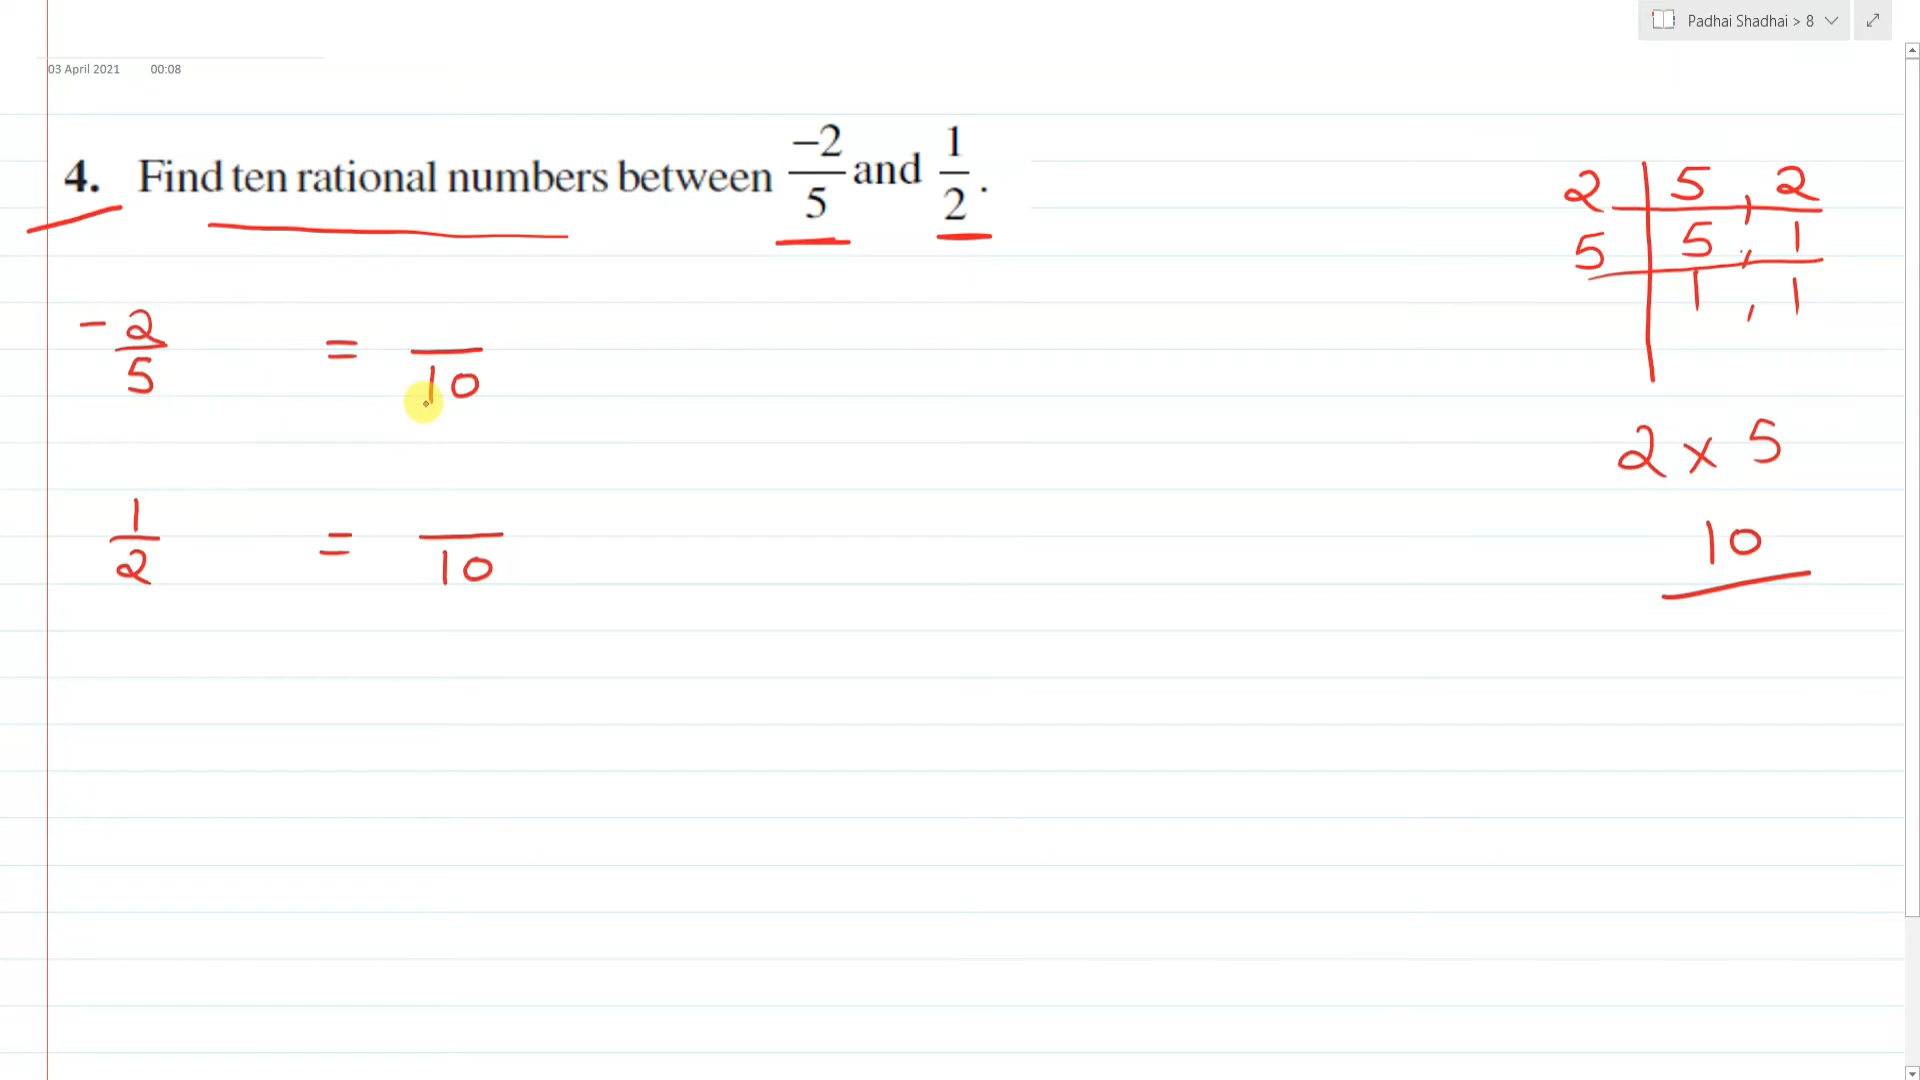 Padhai Shadhai > 8
03 April 2021 00:08
4. Find ten rational numbers between -2/5 and 1/2.
2 | 5, 2
5 | 5, 1
1, 1
-2/5 = /10
2 x 5
1/2 = /10
10